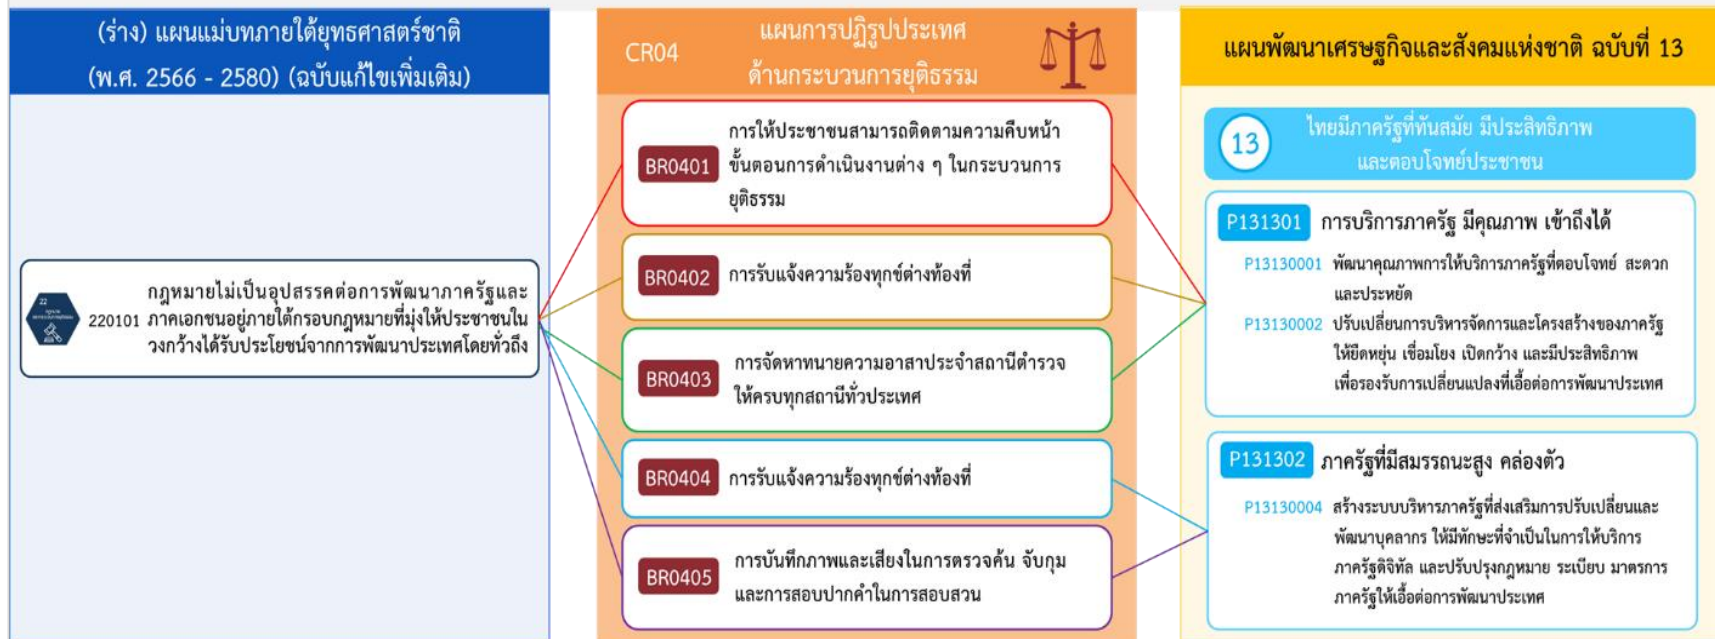 (ร่าง) แผนแม่บทภายใต้ยุทธศาสตร์ชาติ
(พ.ศ. 2566 - 2580) (ฉบับแก้ไขเพิ่มเติม)
22
220101
กฎหมายไม่เป็นอุปสรรคต่อการพัฒนาภาครัฐและ
ภาคเอกชนอยู่ภายใต้กรอบกฎหมายที่มุ่งให้ประชาชนใน
วงกว้างได้รับประโยชน์จากการพัฒนาประเทศโดยทั่วถึง
CR04
แผนการปฏิรูปประเทศ
ด้านกระบวนการยุติธรรม
BR0401
การให้ประชาชนสามารถติดตามความคืบหน้า
ขั้นตอนการดำเนินงานต่าง ๆ ในกระบวนการ
ยุติธรรม
BR0402
การรับแจ้งความร้องทุกข์ต่างท้องที่
BR0403
การจัดหาทนายความอาสาประจำสถานีตำรวจ
ให้ครบทุกสถานีทั่วประเทศ
BR0404
การรับแจ้งความร้องทุกข์ต่างท้องที่
BR0405
การบันทึกภาพและเสียงในการตรวจค้น จับกุม
และการสอบปากคำในการสอบสวน
แผนพัฒนาเศรษฐกิจและสังคมแห่งชาติ ฉบับที่ 13
13
ไทยมีภาครัฐที่ทันสมัย มีประสิทธิภาพ
และตอบโจทย์ประชาชน
P131301 การบริการภาครัฐ มีคุณภาพ เข้าถึงได้
P13130001 พัฒนาคุณภาพการให้บริการภาครัฐที่ตอบโจทย์ สะดวก
และประหยัด
P13130002 ปรับเปลี่ยนการบริหารจัดการและโครงสร้างของภาครัฐ
ให้ยืดหยุ่น เชื่อมโยง เปิดกว้าง และมีประสิทธิภาพ
เพื่อรองรับการเปลี่ยนแปลงที่เอื้อต่อการพัฒนาประเทศ
P131302 ภาครัฐที่มีสมรรถนะสูง คล่องตัว
P13130004 สร้างระบบบริหารภาครัฐที่ส่งเสริมการปรับเปลี่ยนและ
พัฒนาบุคลากร ให้มีทักษะที่จำเป็นในการให้บริการ
ภาครัฐดิจิทัล และปรับปรุงกฎหมาย ระเบียบ มาตรการ
ภาครัฐให้เอื้อต่อการพัฒนาประเทศ